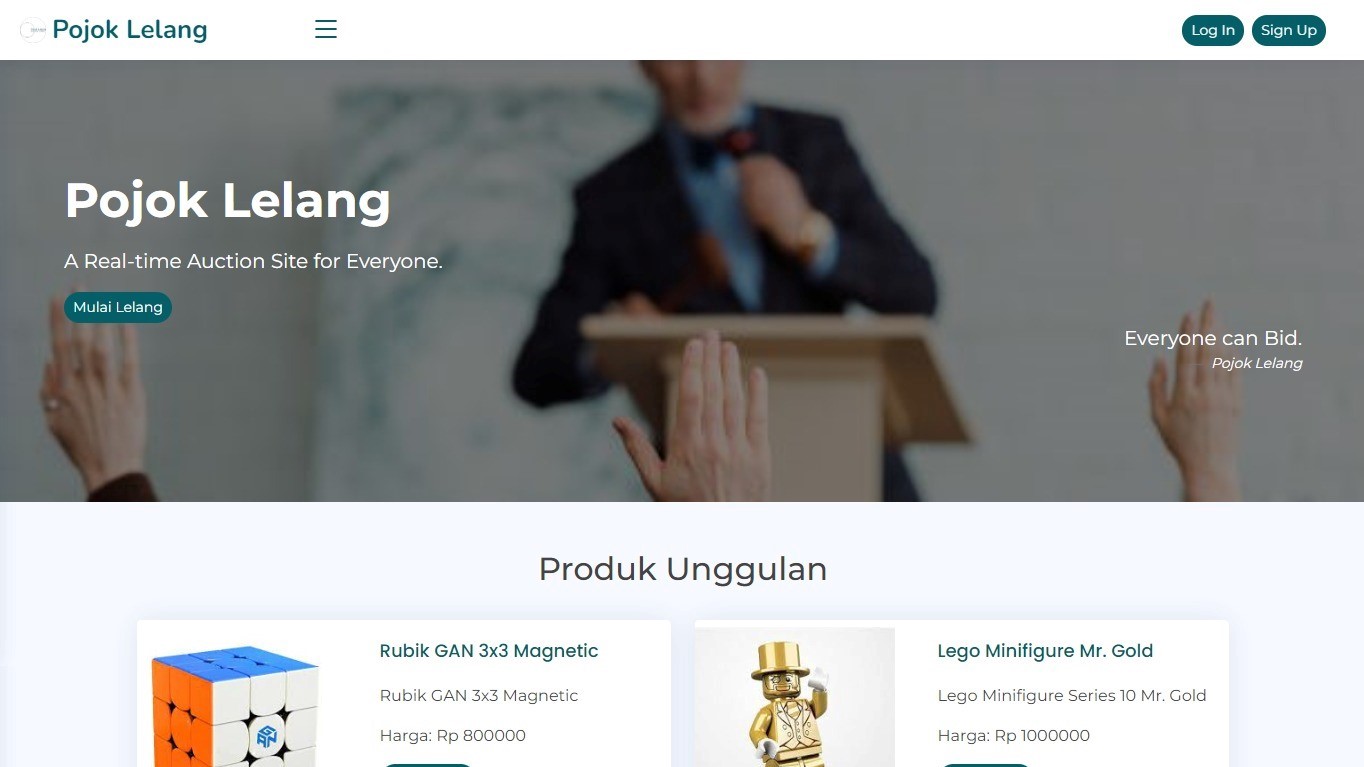 Pojok Lelang
Log In
Sign Up
Pojok Lelang
A Real-time Auction Site for Everyone.
Mulai Lelang
Everyone can Bid.
Pojok Lelang
Produk Unggulan
Rubik GAN 3x3 Magnetic
Rubik GAN 3x3 Magnetic
Harga: Rp 800000
Lego Minifigure Mr. Gold
Lego Minifigure Series 10 Mr. Gold
Harga: Rp 1000000